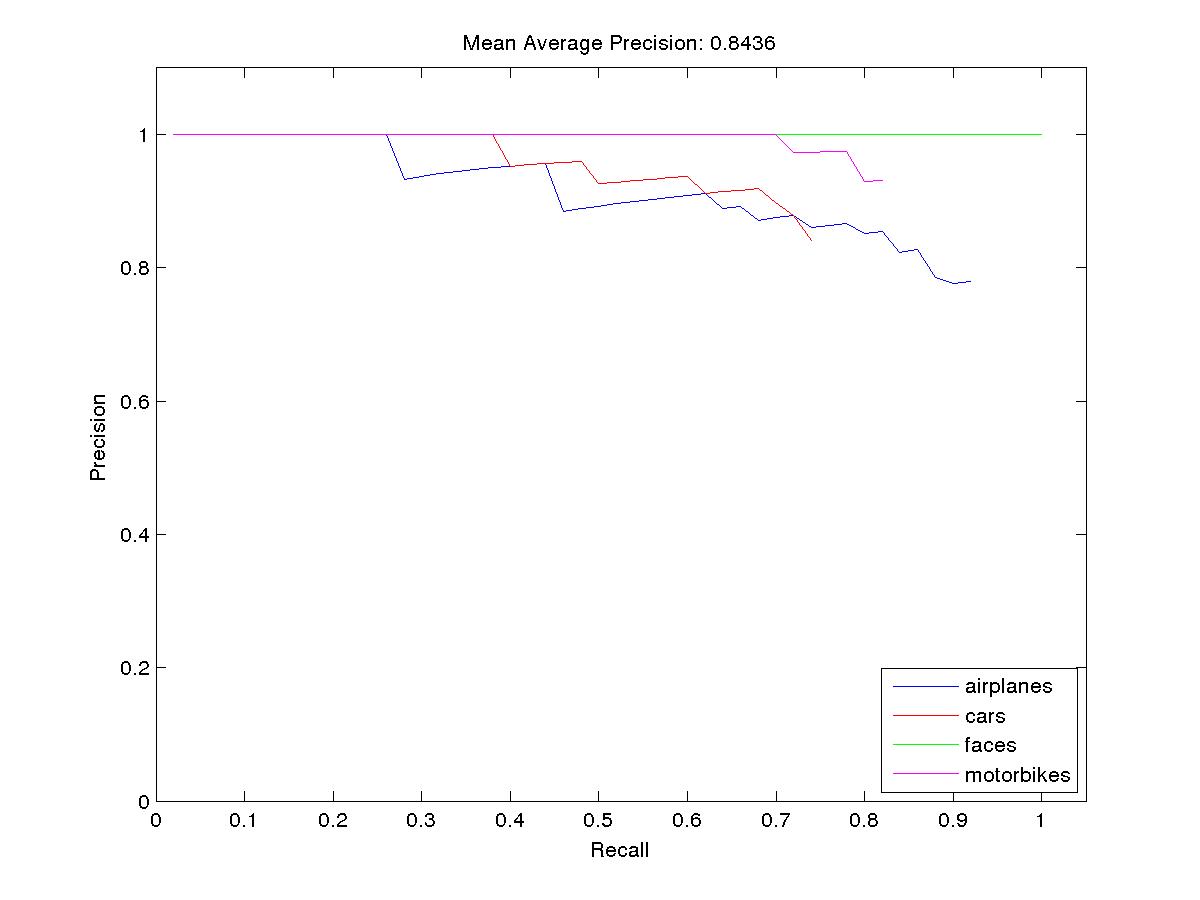 Mean Average Precision: 0.8436
1
0.8
0.6
0.4
0.2
0
Precision
0 0.1 0.2 0.3 0.4 0.5 0.6 0.7 0.8 0.9 1
Recall
airplanes
cars
faces
motorbikes